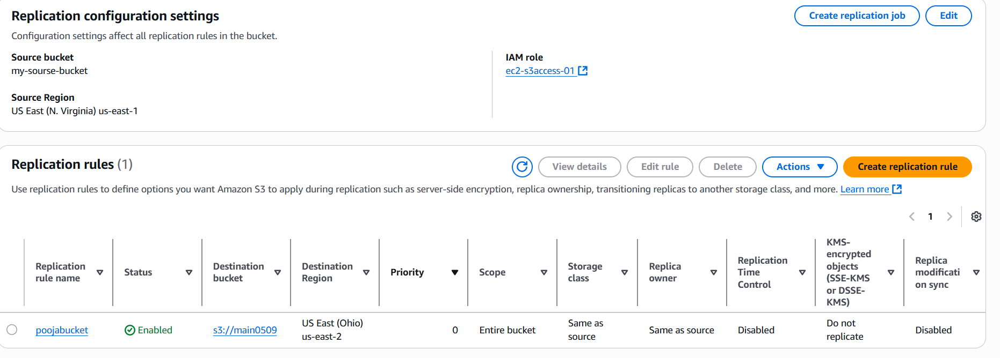 Replication configuration settings
Create replication job
Edit
Configuration settings affect all replication rules in the bucket.
Source bucket
my-sourse-bucket
IAM role
ec2-s3access-01
Source Region
US East (N. Virginia) us-east-1
Replication rules (1)
View details
Edit rule
Delete
Actions
Create replication rule
Use replication rules to define options you want Amazon S3 to apply during replication such as server-side encryption, replica ownership, transitioning replicas to another storage class, and more. Learn more
1
Replication
rule name
Status
Destination
bucket
Destination
Region
Priority
Scope
Storage
class
Replica
owner
Replication
Time
Control
KMS-
encrypted
objects
(SSE-KMS
or DSSE-
KMS)
Replica
modificati
on sync
poojabucket
Enabled
s3://main0509
US East (Ohio)
us-east-2
0
Entire bucket
Same as
source
Same as source
Disabled
Do not
replicate
Disabled